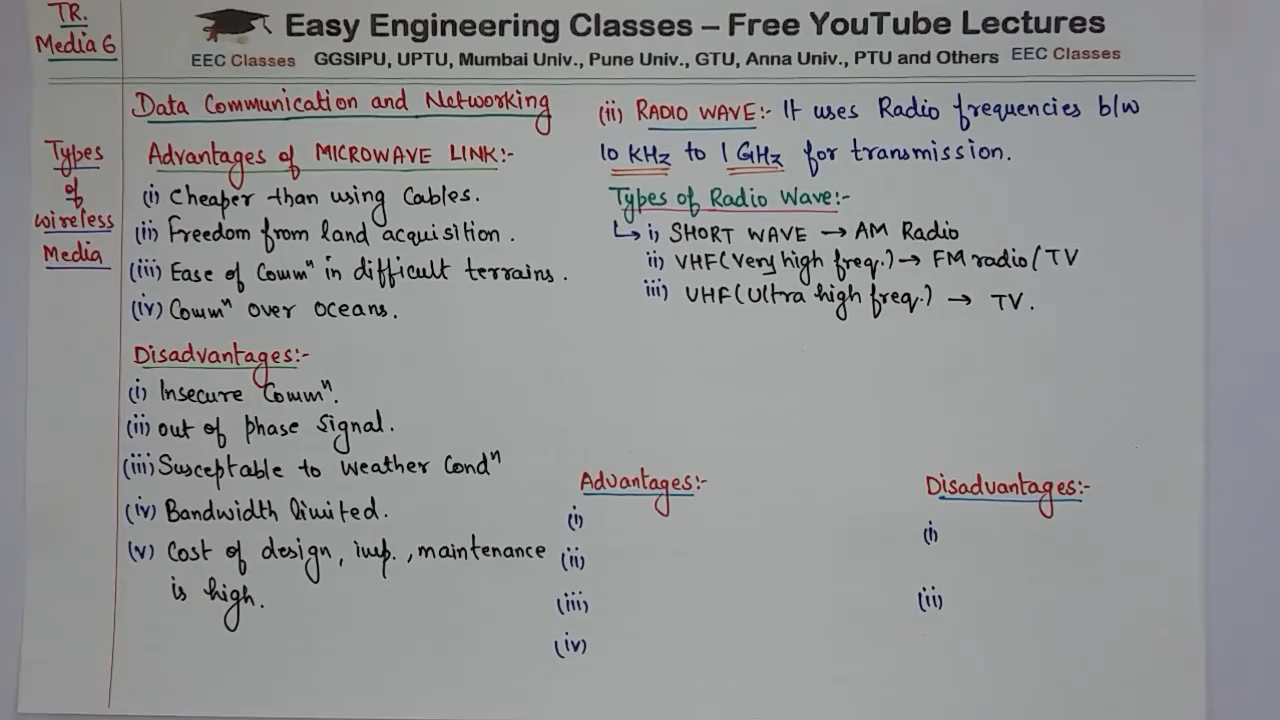 TR.
Media 6
Easy Engineering Classes – Free YouTube Lectures
EEC Classes GGSIPU, UPTU, Mumbai Univ., Pune Univ., GTU, Anna Univ., PTU and Others EEC Classes
Types
of
wireless
Media
Data Communication and Networking
Advantages of MICROWAVE LINK:-
(i) Cheaper than using Cables.
(ii) Freedom from land acquisition.
(iii) Ease of Commⁿ in difficult terrains.
(iv) Commⁿ over oceans.
Disadvantages:-
(i) Insecure Commⁿ.
(ii) out of phase signal.
(iii) Susceptable to weather Condⁿ
(iv) Bandwidth limited.
(v) Cost of design, imp., maintenance
is high.
(ii) RADIO WAVE:- It uses Radio frequencies b/w
10 KHz to 1 GHz for transmission.
Types of Radio Wave:-
↳ i) SHORT WAVE → AM Radio
ii) VHF (Very high freq.) → FM radio / TV
iii) UHF (Ultra high freq.) → TV.
Advantages:-
(i)
(ii)
(iii)
(iv)
Disadvantages:-
(i)
(ii)